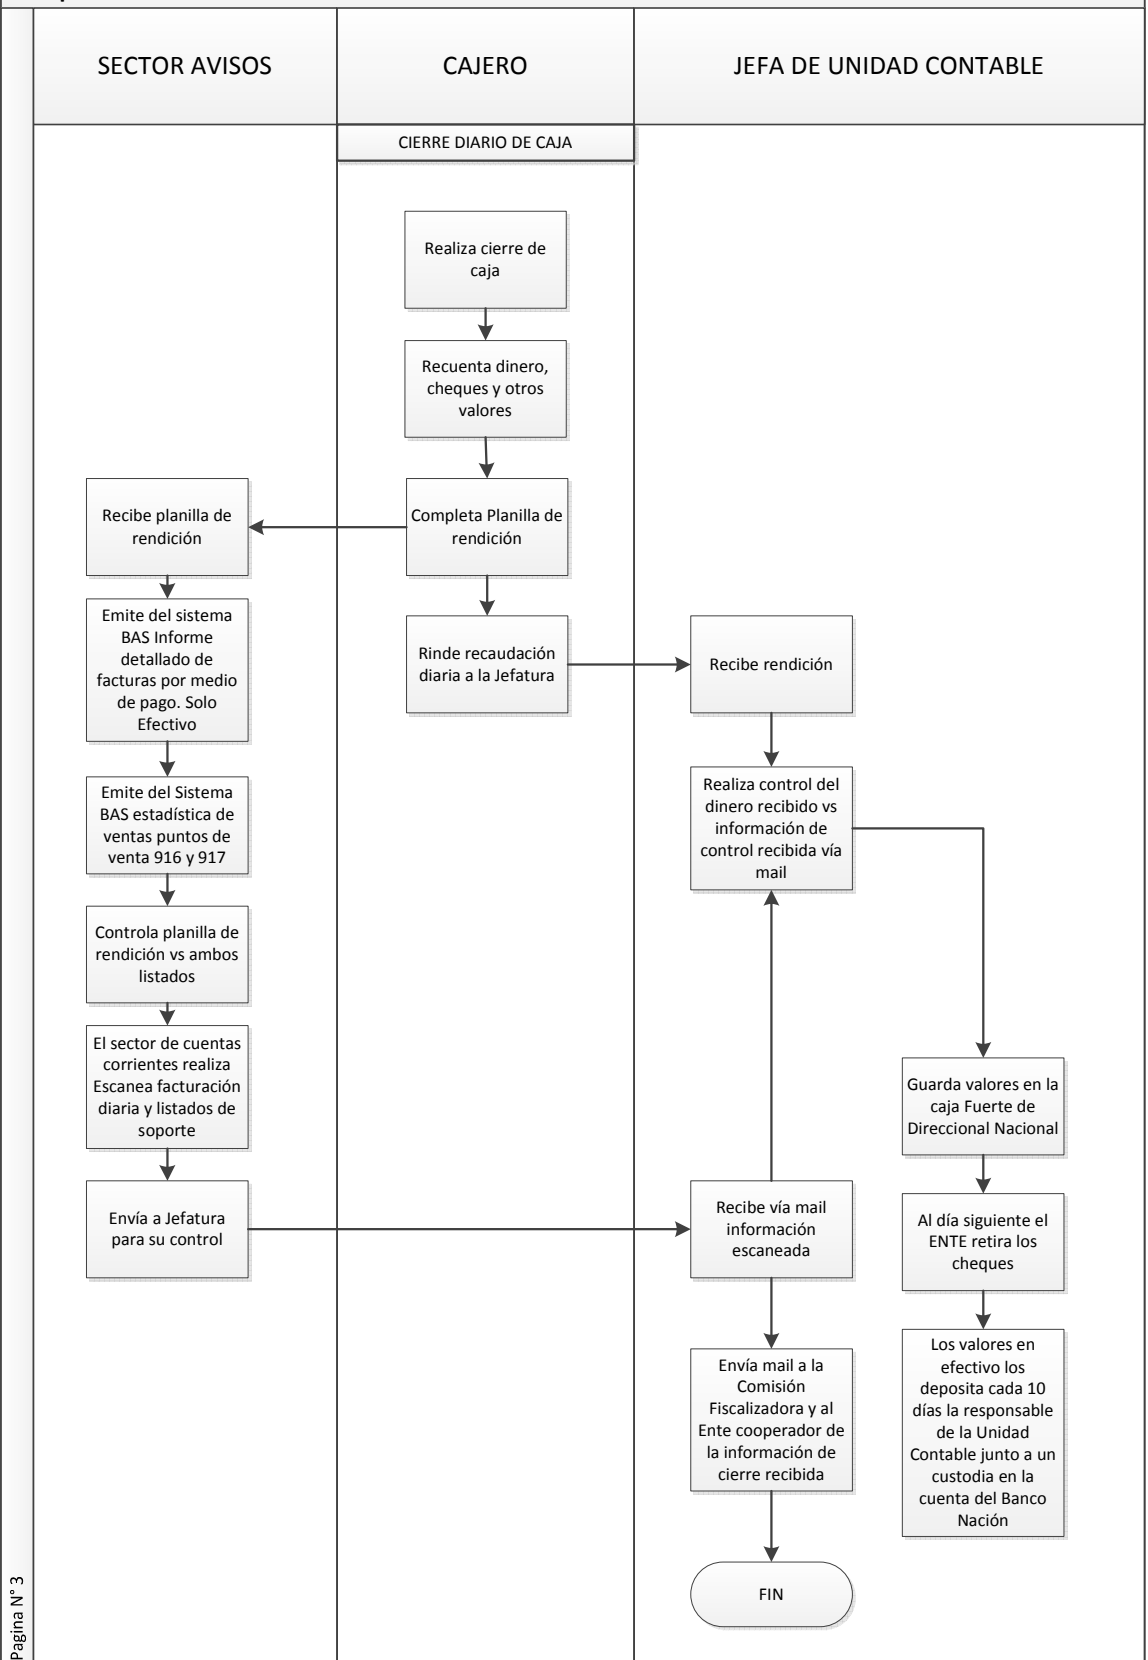 SECTOR AVISOS
CAJERO
JEFA DE UNIDAD CONTABLE
CIERRE DIARIO DE CAJA
Realiza cierre de
caja
Recuenta dinero,
cheques y otros
valores
Completa Planilla de
rendición
Rinde recaudación
diaria a la Jefatura
Recibe planilla de
rendición
Emite del sistema
BAS Informe
detallado de
facturas por medio
de pago. Solo
Efectivo
Emite del Sistema
BAS estadística de
ventas puntos de
venta 916 y 917
Controla planilla de
rendición vs ambos
listados
El sector de cuentas
corrientes realiza
Escanea facturación
diaria y listados de
soporte
Envía a Jefatura
para su control
Recibe rendición
Realiza control del
dinero recibido vs
información de
control recibida vía
mail
Recibe vía mail
información
escaneada
Envía mail a la
Comisión
Fiscalizadora y al
Ente cooperador de
la información de
cierre recibida
FIN
Guarda valores en la
caja Fuerte de
Direccional Nacional
Al día siguiente el
ENTE retira los
cheques
Los valores en
efectivo los
deposita cada 10
días la responsable
de la Unidad
Contable junto a un
custodia en la
cuenta del Banco
Nación
Pagina N° 3